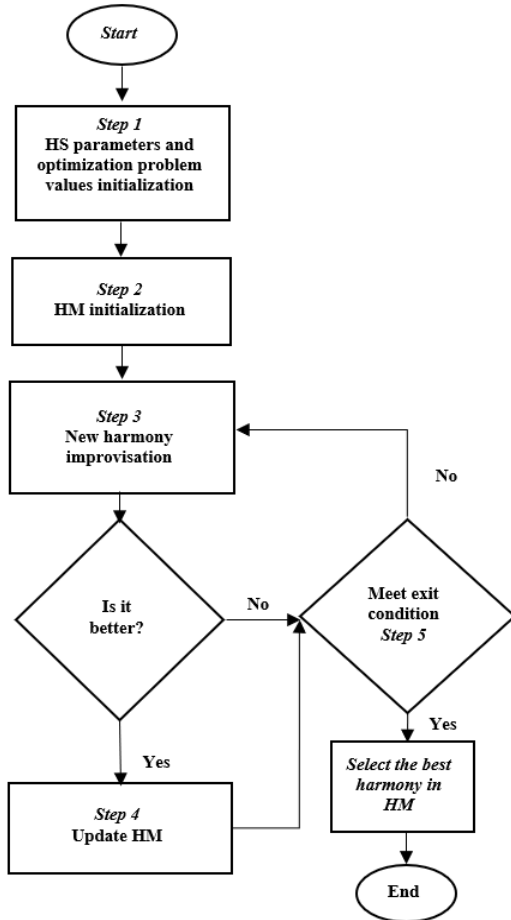 Start
Step 1
HS parameters and
optimization problem
values initialization
Step 2
HM initialization
Step 3
New harmony
improvisation
No
Is it
better?
No
Meet exit
condition
Step 5
Yes
Yes
Step 4
Update HM
Select the best
harmony in
HM
End